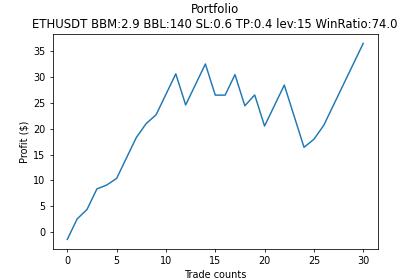 Portfolio
ETHUSDT BBM:2.9 BBL:140 SL:0.6 TP:0.4 lev:15 WinRatio:74.0
35
30
25
20
15
10
5
0
Profit ($)
0 5 10 15 20 25 30
Trade counts